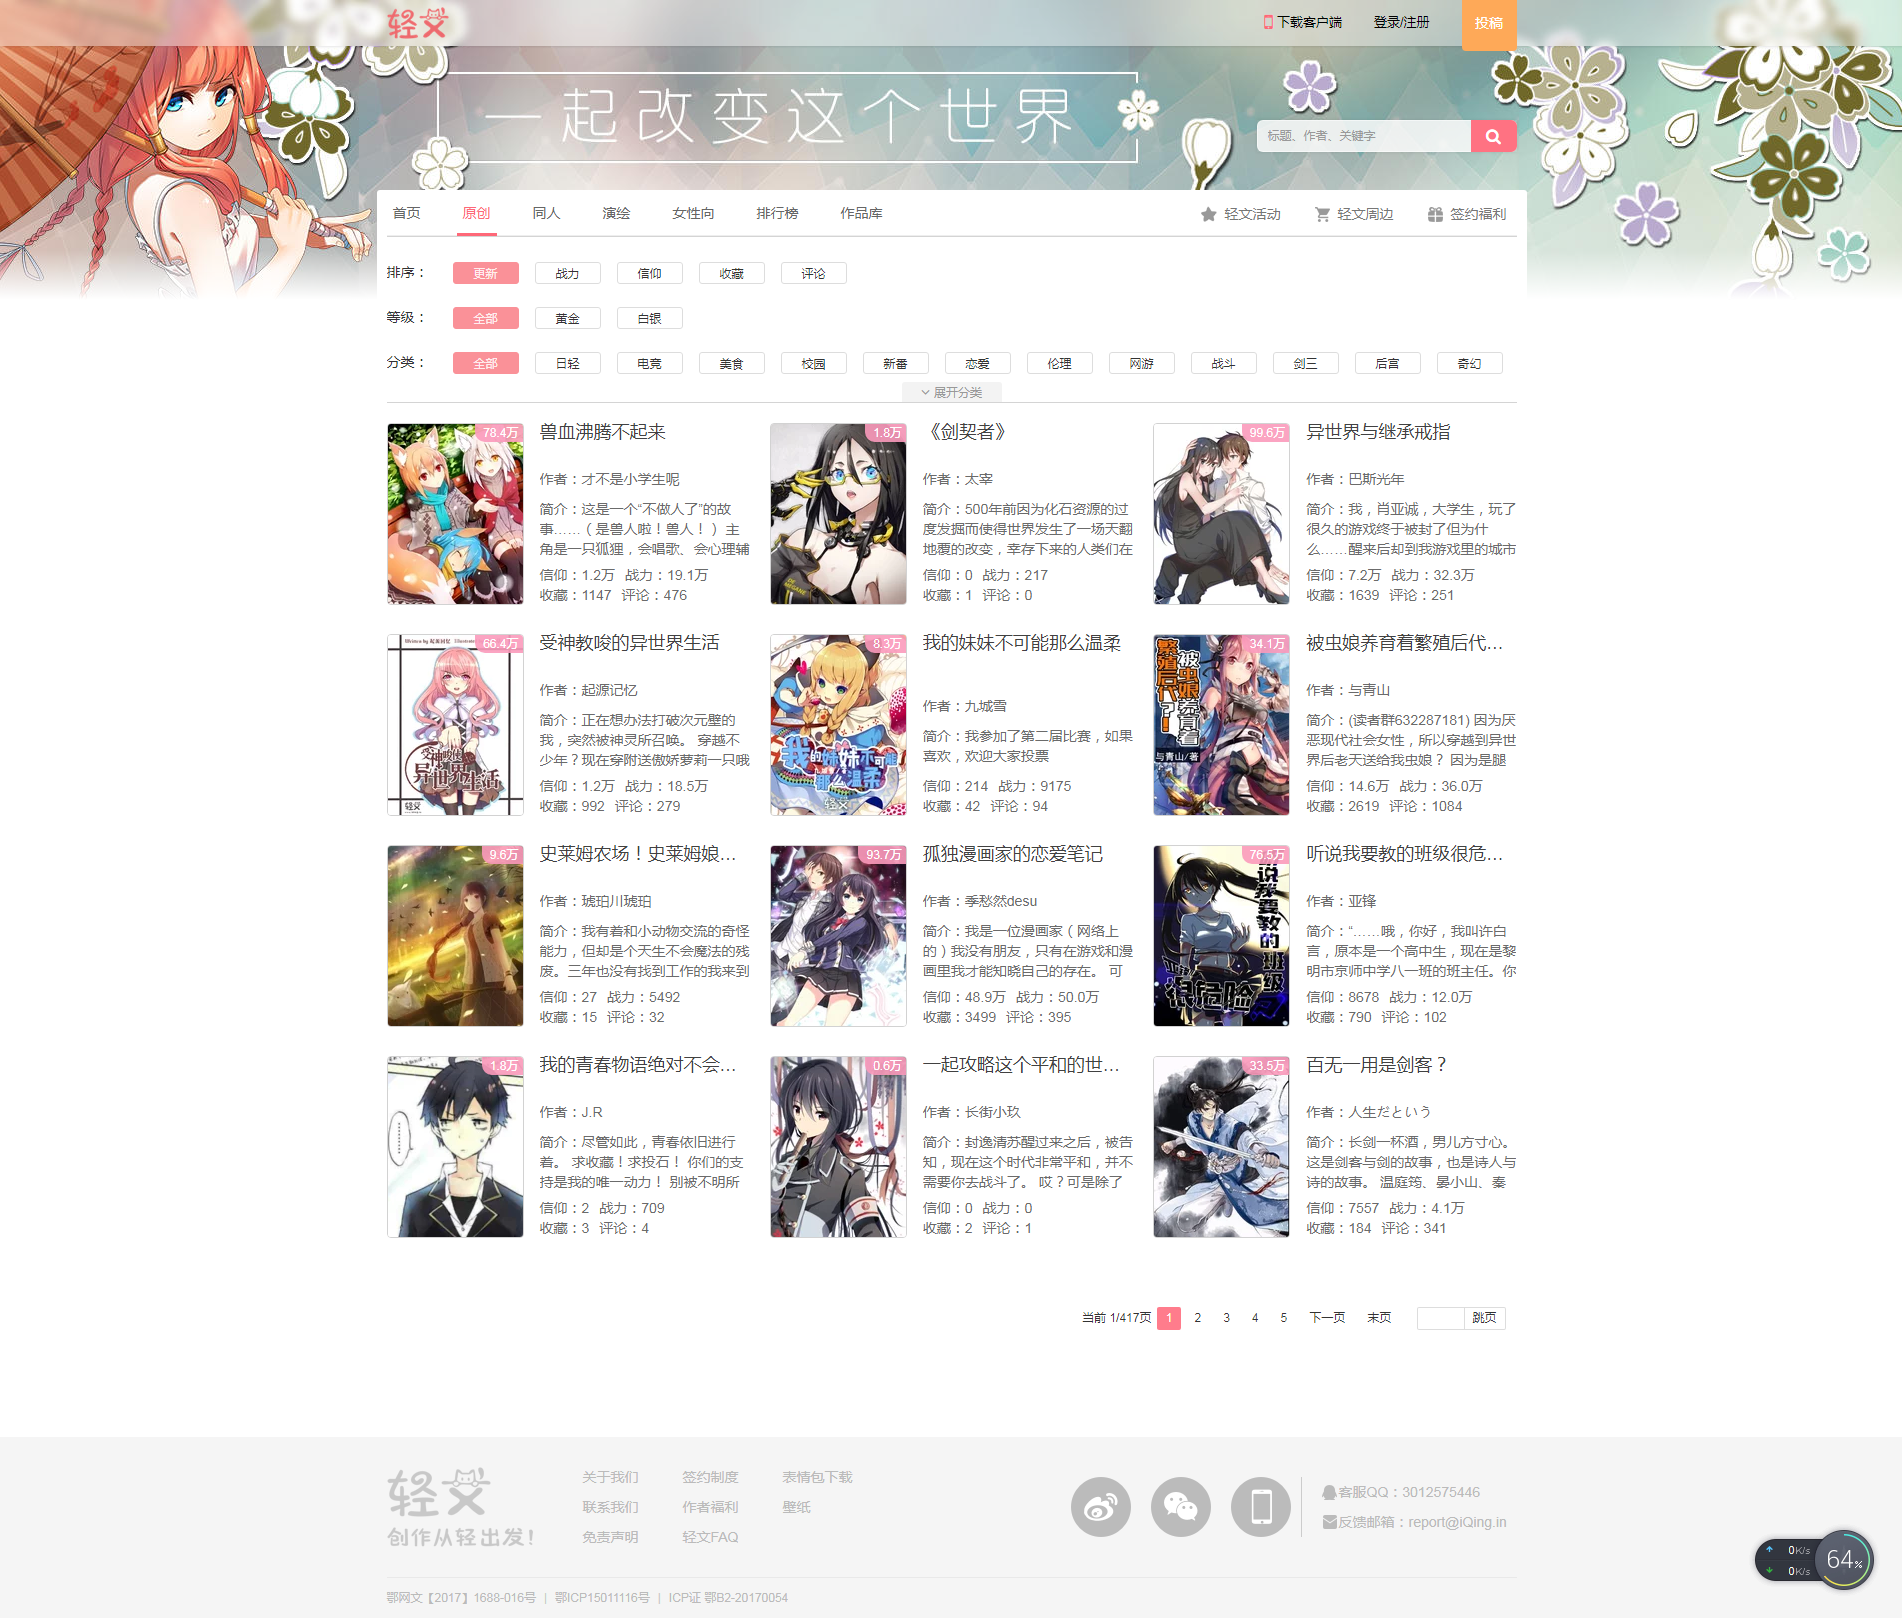 轻文
下载客户端 登录/注册 投稿
一起改变这个世界
标题、作者、关键字
首页 原创 同人 演绘 女性向 排行榜 作品库 轻文活动 轻文周边 签约福利
排序： 更新 战力 信仰 收藏 评论
等级： 全部 黄金 白银
分类： 全部 日轻 电竞 美食 校园 新番 恋爱 伦理 网游 战斗 剑三 后宫 奇幻
展开分类
78.4万
兽血沸腾不起来
作者：才不是小学生呢
简介：这是一个“不做人了”的故
事……（是兽人啦！兽人！） 主
角是一只狐狸，会唱歌、会心理辅
信仰：1.2万 战力：19.1万
收藏：1147 评论：476
1.8万
《剑契者》
作者：太宰
简介：500年前因为化石资源的过
度发掘而使得世界发生了一场天翻
地覆的改变，幸存下来的人类们在
信仰：0 战力：217
收藏：1 评论：0
99.6万
异世界与继承戒指
作者：巴斯光年
简介：我，肖亚诚，大学生，玩了
很久的游戏终于被封了但为什
么……醒来后却到我游戏里的城市
信仰：7.2万 战力：32.3万
收藏：1639 评论：251
66.4万
受神教唆的异世界生活
作者：起源记忆
简介：正在想办法打破次元壁的
我，突然被神灵所召唤。 穿越不
少年？现在穿附送傲娇萝莉一只哦
信仰：1.2万 战力：18.5万
收藏：992 评论：279
受神教唆的
异世界生活
轻文
8.3万
我的妹妹不可能那么温柔
作者：九城雪
简介：我参加了第二届比赛，如果
喜欢，欢迎大家投票
信仰：214 战力：9175
收藏：42 评论：94
我的妹妹不可能
那么温柔
轻文
34.1万
被虫娘养育着繁殖后代...
作者：与青山
简介：(读者群632287181) 因为厌
恶现代社会女性，所以穿越到异世
界后老天送给我虫娘？ 因为是腿
信仰：14.6万 战力：36.0万
收藏：2619 评论：1084
被虫娘养育着
繁殖后代？！
与青山/著
9.6万
史莱姆农场！史莱姆娘...
作者：琥珀川琥珀
简介：我有着和小动物交流的奇怪
能力，但却是个天生不会魔法的残
废。三年也没有找到工作的我来到
信仰：27 战力：5492
收藏：15 评论：32
93.7万
孤独漫画家的恋爱笔记
作者：季愁然desu
简介：我是一位漫画家（网络上
的）我没有朋友，只有在游戏和漫
画里我才能知晓自己的存在。 可
信仰：48.9万 战力：50.0万
收藏：3499 评论：395
76.5万
听说我要教的班级很危...
作者：亚锋
简介：“……哦，你好，我叫许白
言，原本是一个高中生，现在是黎
明市京师中学八一班的班主任。你
信仰：8678 战力：12.0万
收藏：790 评论：102
说我要教的班级
很危险
1.8万
我的青春物语绝对不会...
作者：J.R
简介：尽管如此，青春依旧进行
着。 求收藏！求投石！ 你们的支
持是我的唯一动力！ 别被不明所
信仰：2 战力：709
收藏：3 评论：4
0.6万
一起攻略这个平和的世...
作者：长街小玖
简介：封逸清苏醒过来之后，被告
知，现在这个时代非常平和，并不
需要你去战斗了。 哎？可是除了
信仰：0 战力：0
收藏：2 评论：1
33.5万
百无一用是剑客？
作者：人生だという
简介：长剑一杯酒，男儿方寸心。
这是剑客与剑的故事，也是诗人与
诗的故事。 温庭筠、晏小山、秦
信仰：7557 战力：4.1万
收藏：184 评论：341
当前 1/417页 1 2 3 4 5 下一页 末页 跳页
轻文
创作从轻出发！
关于我们 签约制度 表情包下载
联系我们 作者福利 壁纸
免责声明 轻文FAQ
客服QQ：3012575446
反馈邮箱：report@iQing.in
0K/s
0K/s
64%
鄂网文【2017】1688-016号 | 鄂ICP15011116号 | ICP证 鄂B2-20170054